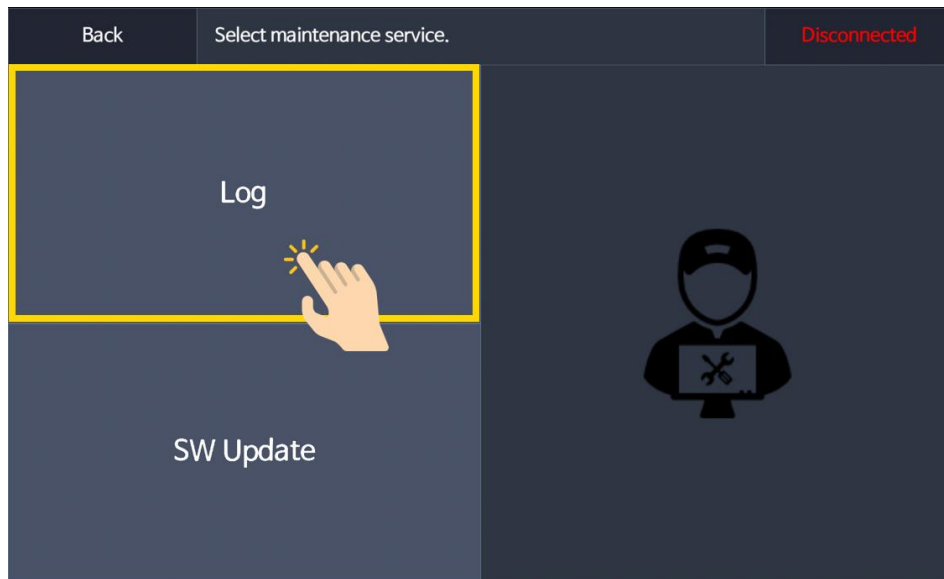 Back
Select maintenance service.
Disconnected
Log
SW Update